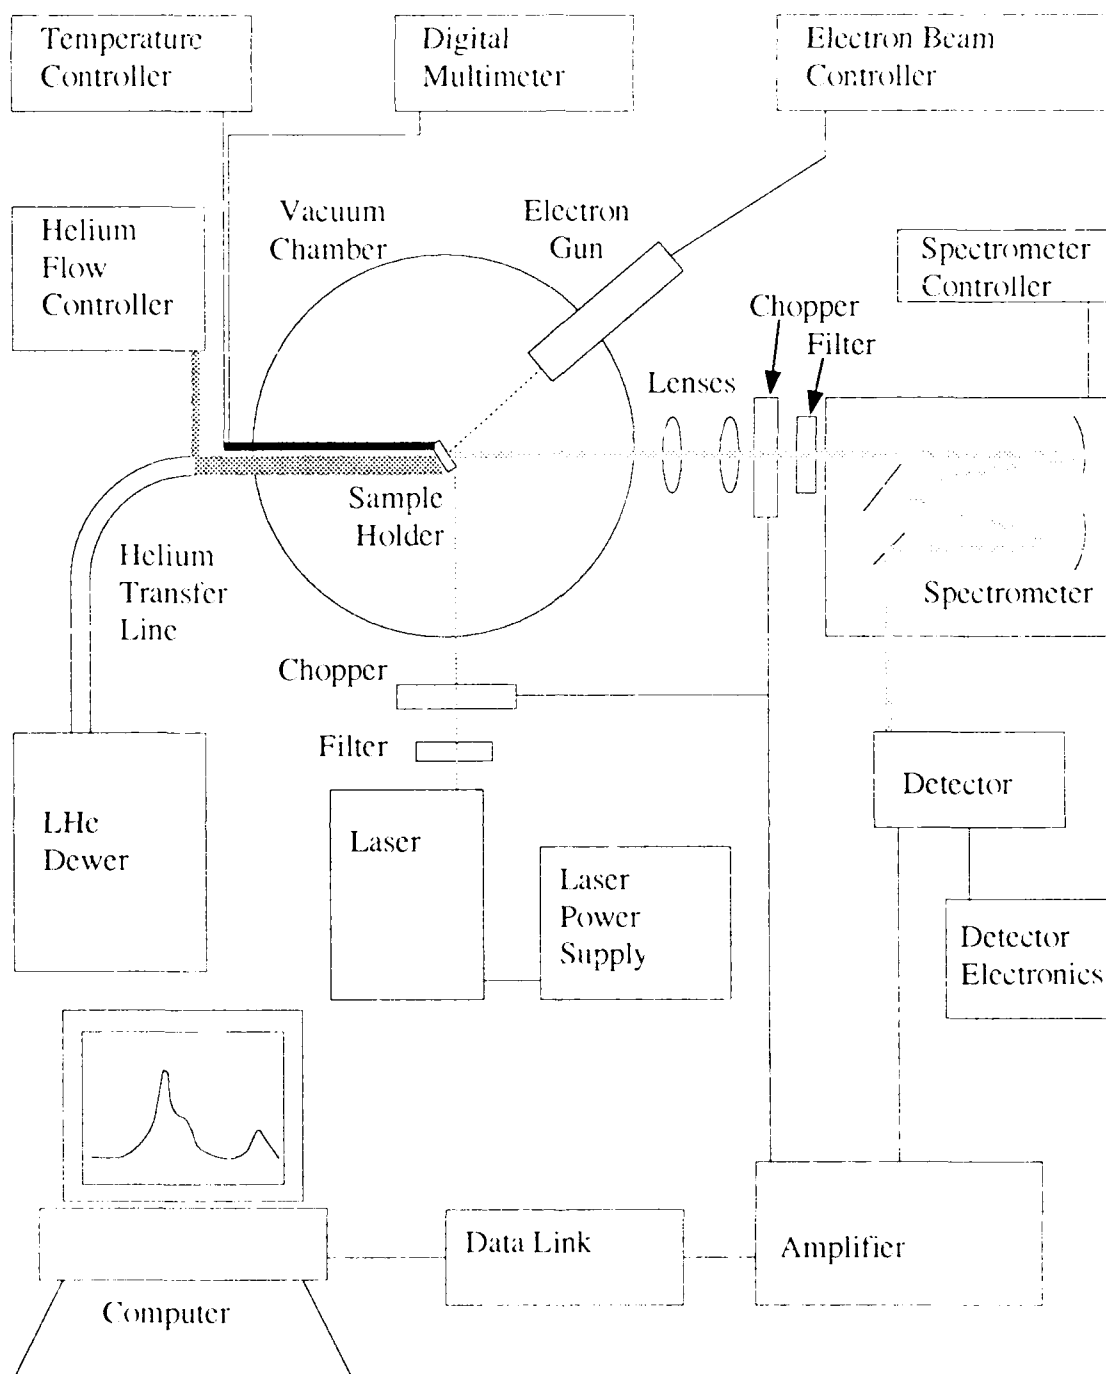 Temperature
Controller
Digital
Multimeter
Electron Beam
Controller
Helium
Flow
Controller
Vacuum
Chamber
Electron
Gun
Spectrometer
Controller
Chopper
Filter
Lenses
Sample
Holder
Helium
Transfer
Line
Spectrometer
Chopper
Filter
LHe
Dewer
Laser
Laser
Power
Supply
Detector
Detector
Electronics
Data Link
Amplifier
Computer